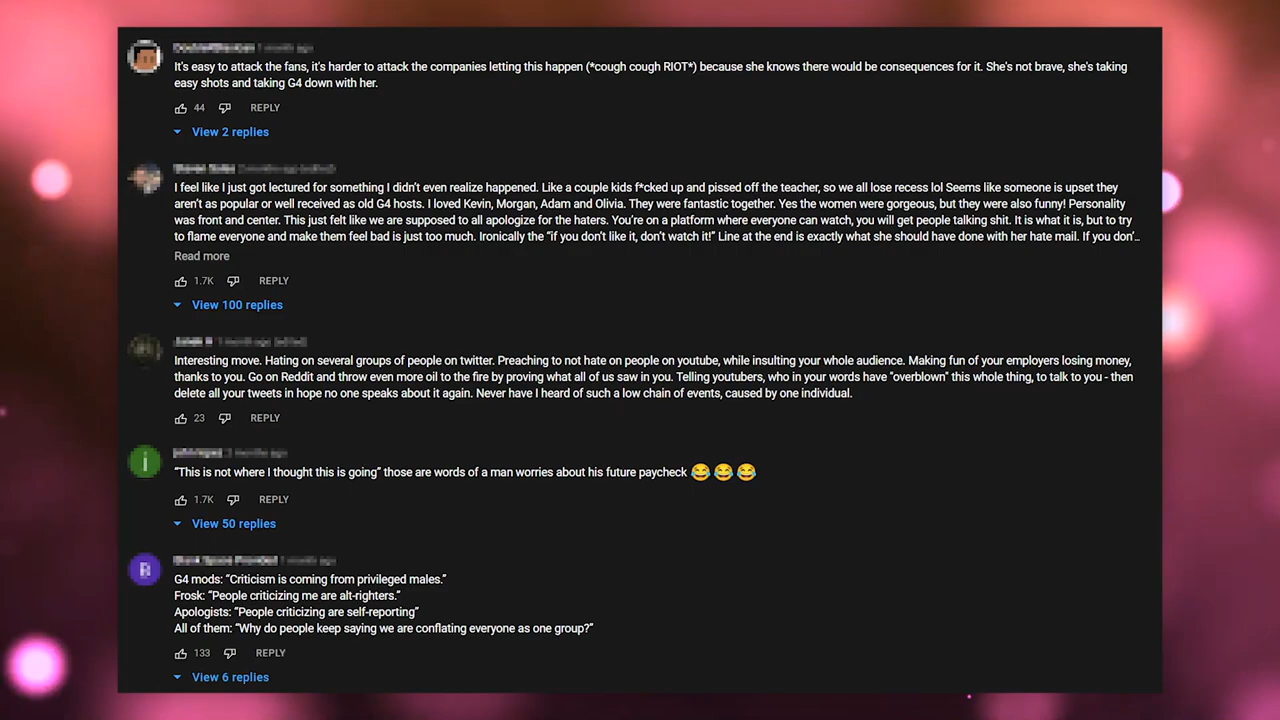 1 month ago
It's easy to attack the fans, it's harder to attack the companies letting this happen (*cough cough RIOT*) because she knows there would be consequences for it. She's not brave, she's taking
easy shots and taking G4 down with her.
44 REPLY
View 2 replies
I feel like I just got lectured for something I didn't even realize happened. Like a couple kids f*cked up and pissed off the teacher, so we all lose recess lol Seems like someone is upset they
aren't as popular or well received as old G4 hosts. I loved Kevin, Morgan, Adam and Olivia. They were fantastic together. Yes the women were gorgeous, but they were also funny! Personality
was front and center. This just felt like we are supposed to all apologize for the haters. You're on a platform where everyone can watch, you will get people talking shit. It is what it is, but to try
to flame everyone and make them feel bad is just too much. Ironically the “if you don't like it, don't watch it!” Line at the end is exactly what she should have done with her hate mail. If you don'...
Read more
1.7K REPLY
View 100 replies
1 month ago (edited)
Interesting move. Hating on several groups of people on twitter. Preaching to not hate on people on youtube, while insulting your whole audience. Making fun of your employers losing money,
thanks to you. Go on Reddit and throw even more oil to the fire by proving what all of us saw in you. Telling youtubers, who in your words have "overblown" this whole thing, to talk to you - then
delete all your tweets in hope no one speaks about it again. Never have I heard of such a low chain of events, caused by one individual.
23 REPLY
i
“This is not where I thought this is going” those are words of a man worries about his future paycheck 😂😂😂
1.7K REPLY
View 50 replies
B
1 month ago
G4 mods: “Criticism is coming from privileged males.”
Frosk: “People criticizing me are alt-righters.”
Apologists: “People criticizing are self-reporting”
All of them: “Why do people keep saying we are conflating everyone as one group?”
133 REPLY
View 6 replies